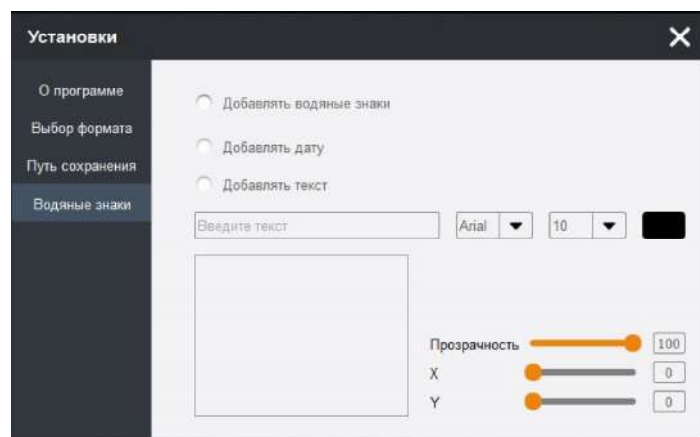 Установки
О программе
Выбор формата
Путь сохранения
Водяные знаки
Добавлять водяные знаки
Добавлять дату
Добавлять текст
Введите текст Arial 10
Прозрачность 100
X 0
Y 0